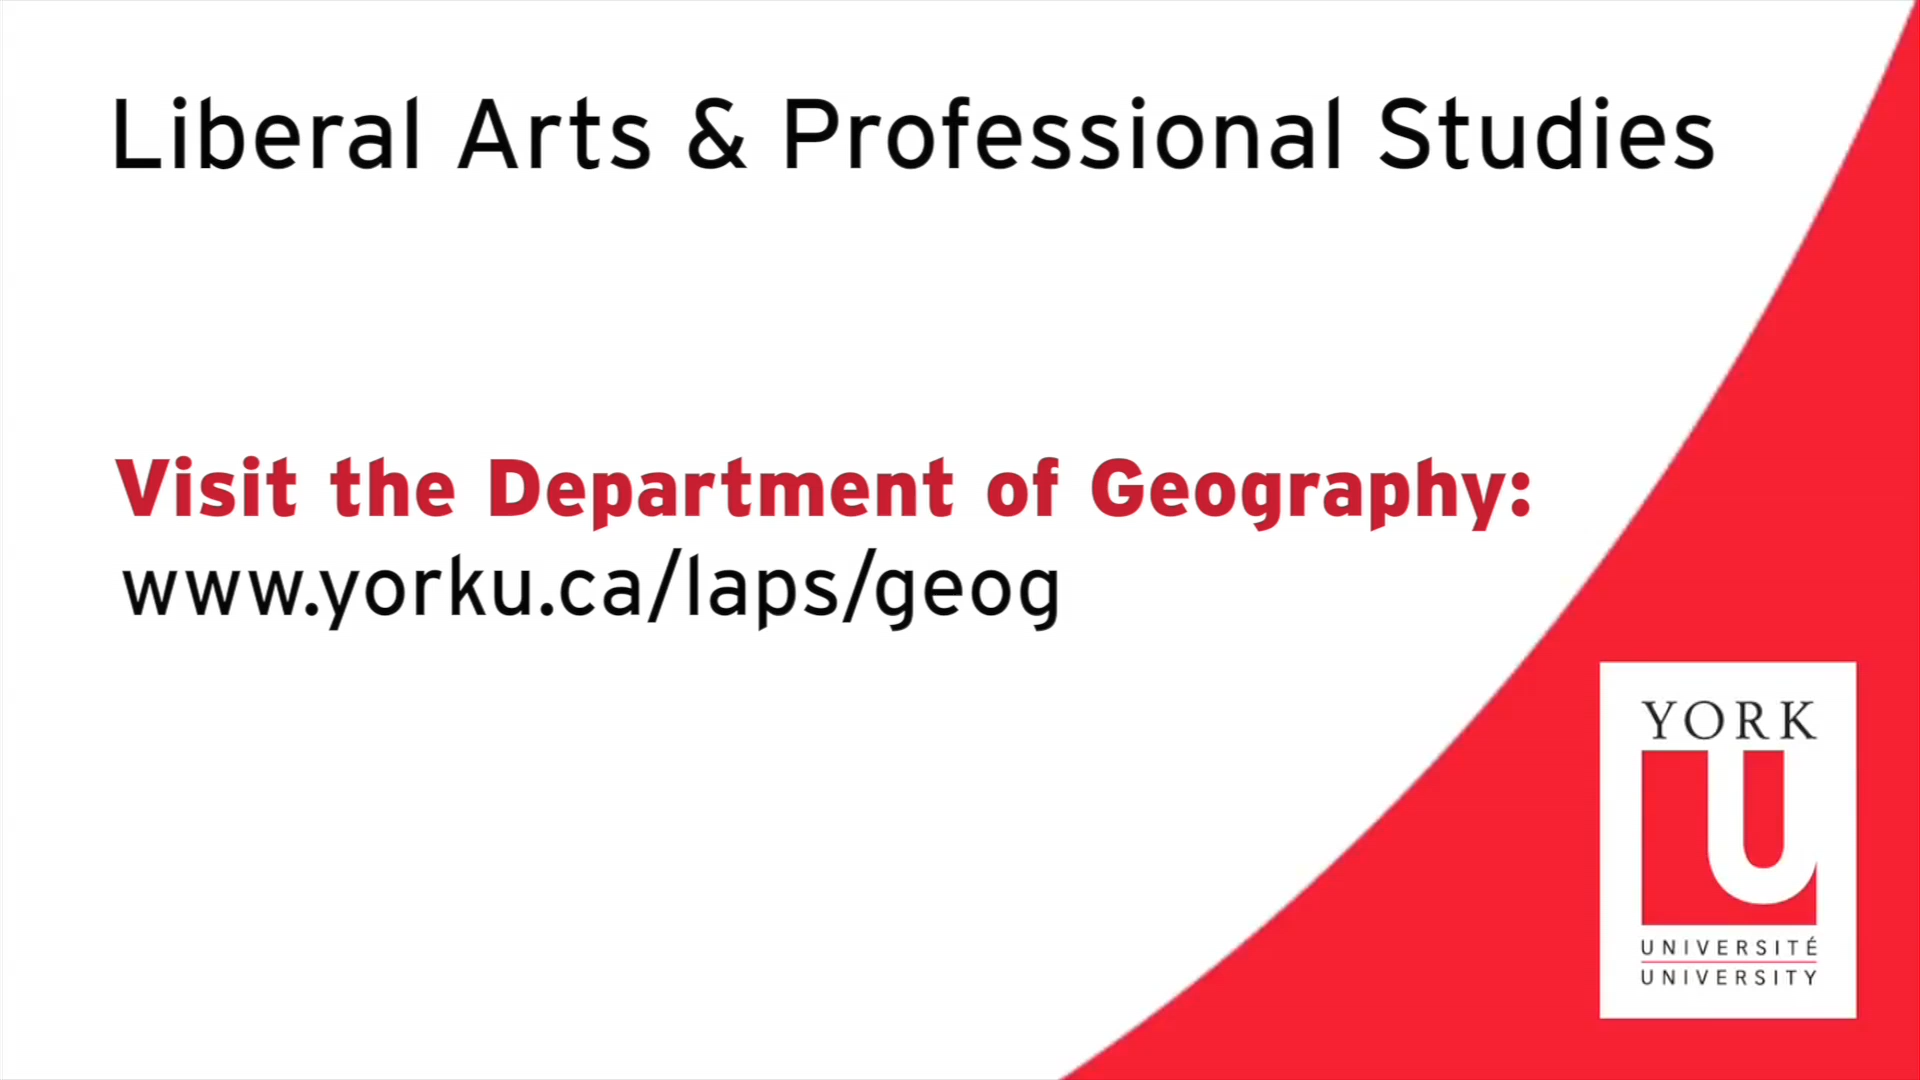 Liberal Arts & Professional Studies
Visit the Department of Geography:
www.yorku.ca/laps/geog
YORK
U
UNIVERSITÉ
UNIVERSITY